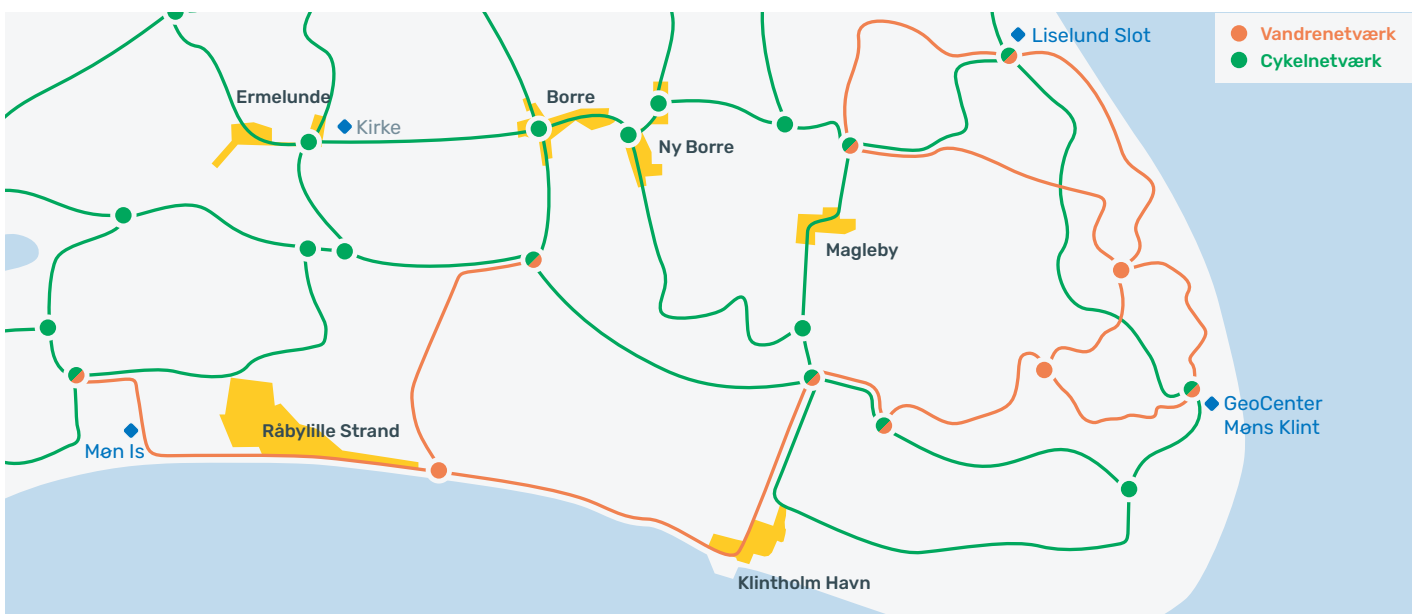 Liselund Slot
Vandrenetværk
Cykelnetværk
Ermelunde
Borre
Kirke
Ny Borre
Magleby
GeoCenter
Møns Klint
Råbylille Strand
Møn Is
Klintholm Havn